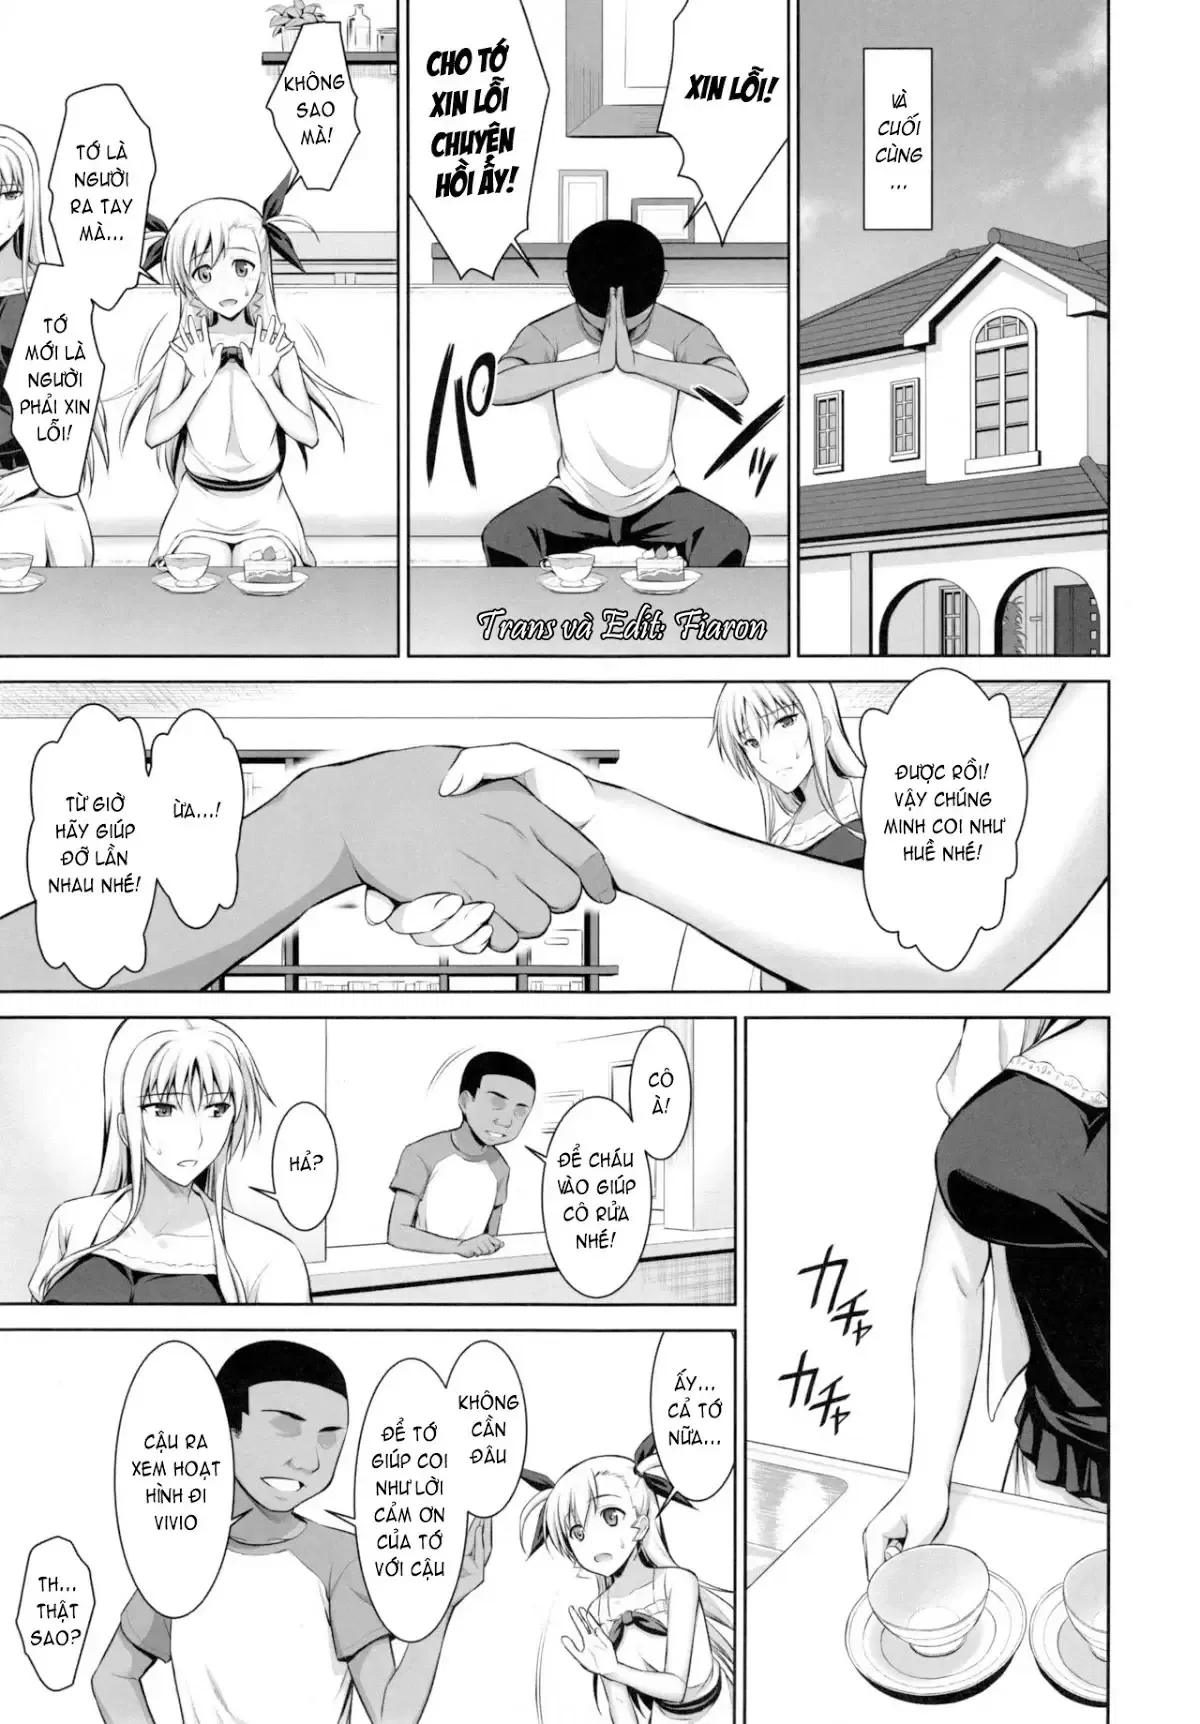 VÀ
CUỐI
CÙNG
...
XIN LỖI!
CHO TỚ
XIN LỖI
CHUYỆN
HỒI ẤY!
パンッ
KHÔNG
SAO
MÀ!
TỚ LÀ
NGƯỜI
RA TAY
MÀ...
TỚ
MỚI LÀ
NGƯỜI
PHẢI XIN
LỖI!
Trans và Edit: Fiaron
ĐƯỢC RỒI!
VẬY CHÚNG
MINH COI NHƯ
HUỀ NHÉ!
ỪA...!
TỪ GIỜ
HÃY GIÚP
ĐỠ LẪN
NHAU NHÉ!
カチャ
カチャ
CÔ
À!
ĐỂ CHÁU
VÀO GIÚP
CÔ RỬA
NHÉ!
HẢ?
ẤY...
CẢ TỚ
NỮA...
KHÔNG
CẦN
ĐÂU
ĐỂ TỚ
GIÚP COI
NHƯ LỜI
CẢM ƠN
CỦA TỚ
VỚI CẬU
CẬU RA
XEM HOẠT
HÌNH ĐI
VIVIO
TH...
THẬT
SAO?